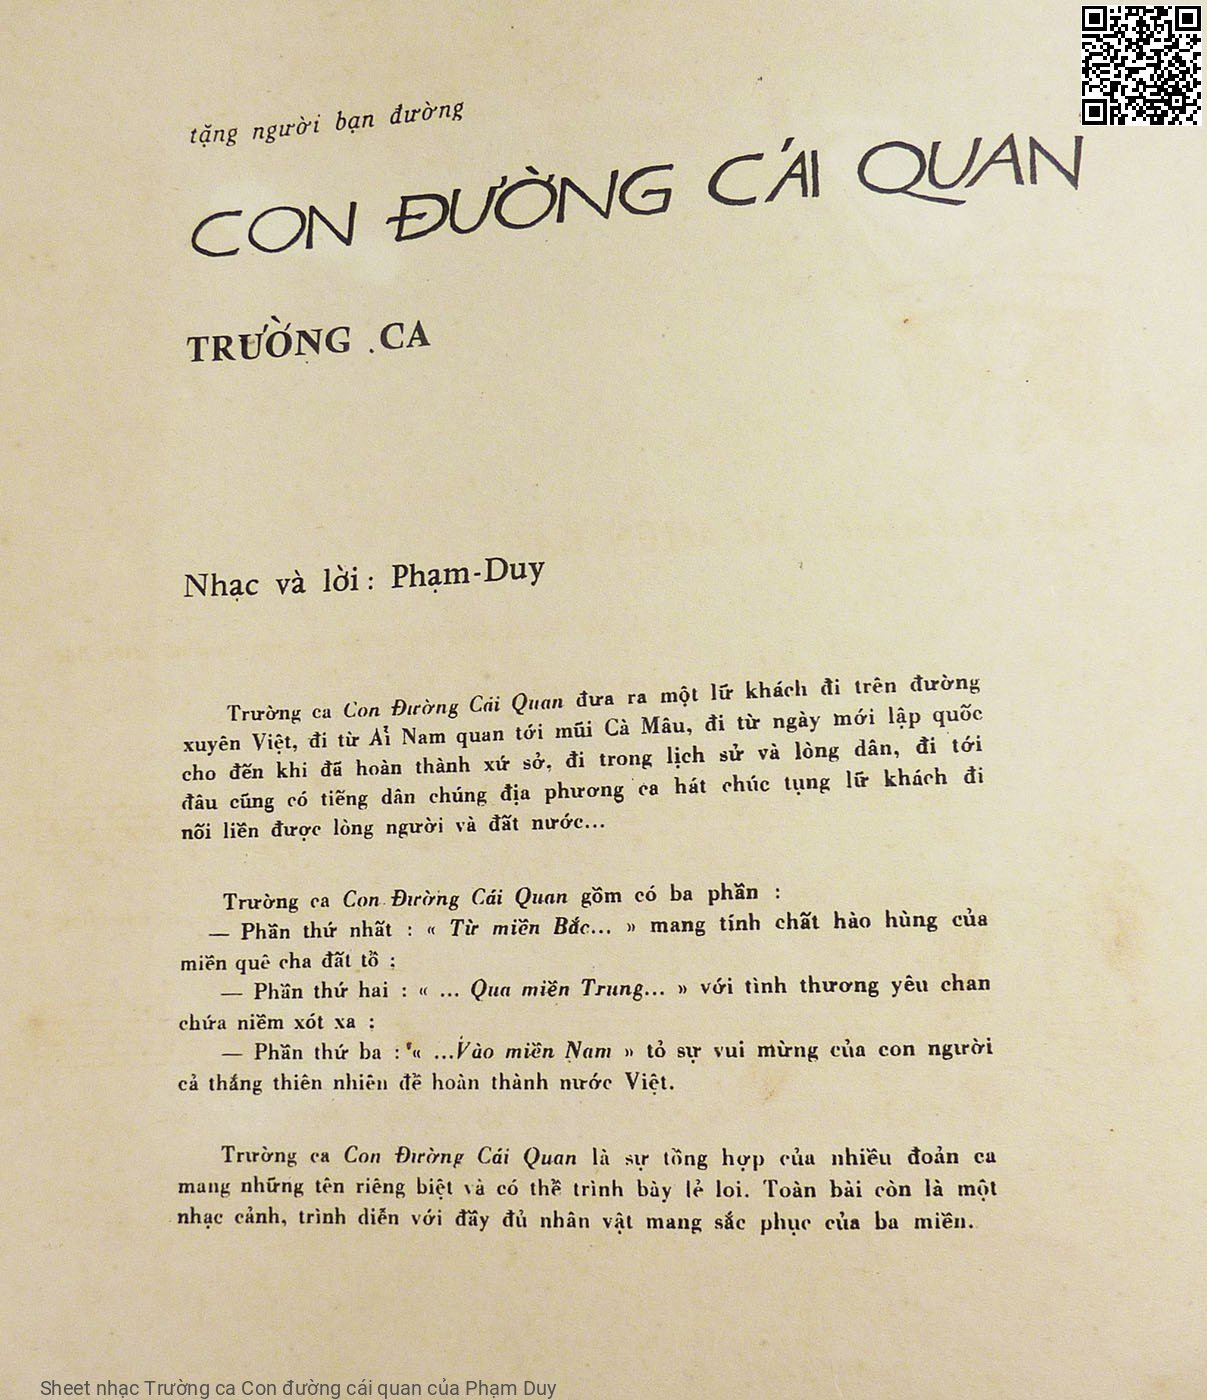 tặng người bạn đường
CON ĐƯỜNG CÁI QUAN
TRƯỜNG CA
Nhạc và lời : Phạm-Duy
Trường ca Con Đường Cái Quan đưa ra một lữ khách đi trên đường
xuyên Việt, đi từ Ải Nam quan tới mũi Cà Mâu, đi từ ngày mới lập quốc
cho đến khi đã hoàn thành xứ sở, đi trong lịch sử và lòng dân, đi tới
đâu cũng có tiếng dân chúng địa phương ca hát chúc tụng lữ khách đi
nối liền được lòng người và đất nước...
Trường ca Con Đường Cái Quan gồm có ba phần :
— Phần thứ nhất : « Từ miền Bắc... » mang tính chất hào hùng của
miền quê cha đất tổ ;
— Phần thứ hai : « ... Qua miền Trung... » với tình thương yêu chan
chứa niềm xót xa ;
— Phần thứ ba : « ...Vào miền Nam » tỏ sự vui mừng của con người
cả thắng thiên nhiên để hoàn thành nước Việt.
Trường ca Con Đường Cái Quan là sự tổng hợp của nhiều đoản ca
mang những tên riêng biệt và có thể trình bày lẻ loi. Toàn bài còn là một
nhạc cảnh, trình diễn với đầy đủ nhân vật mang sắc phục của ba miền.
Sheet nhạc Trường ca Con đường cái quan của Phạm Duy